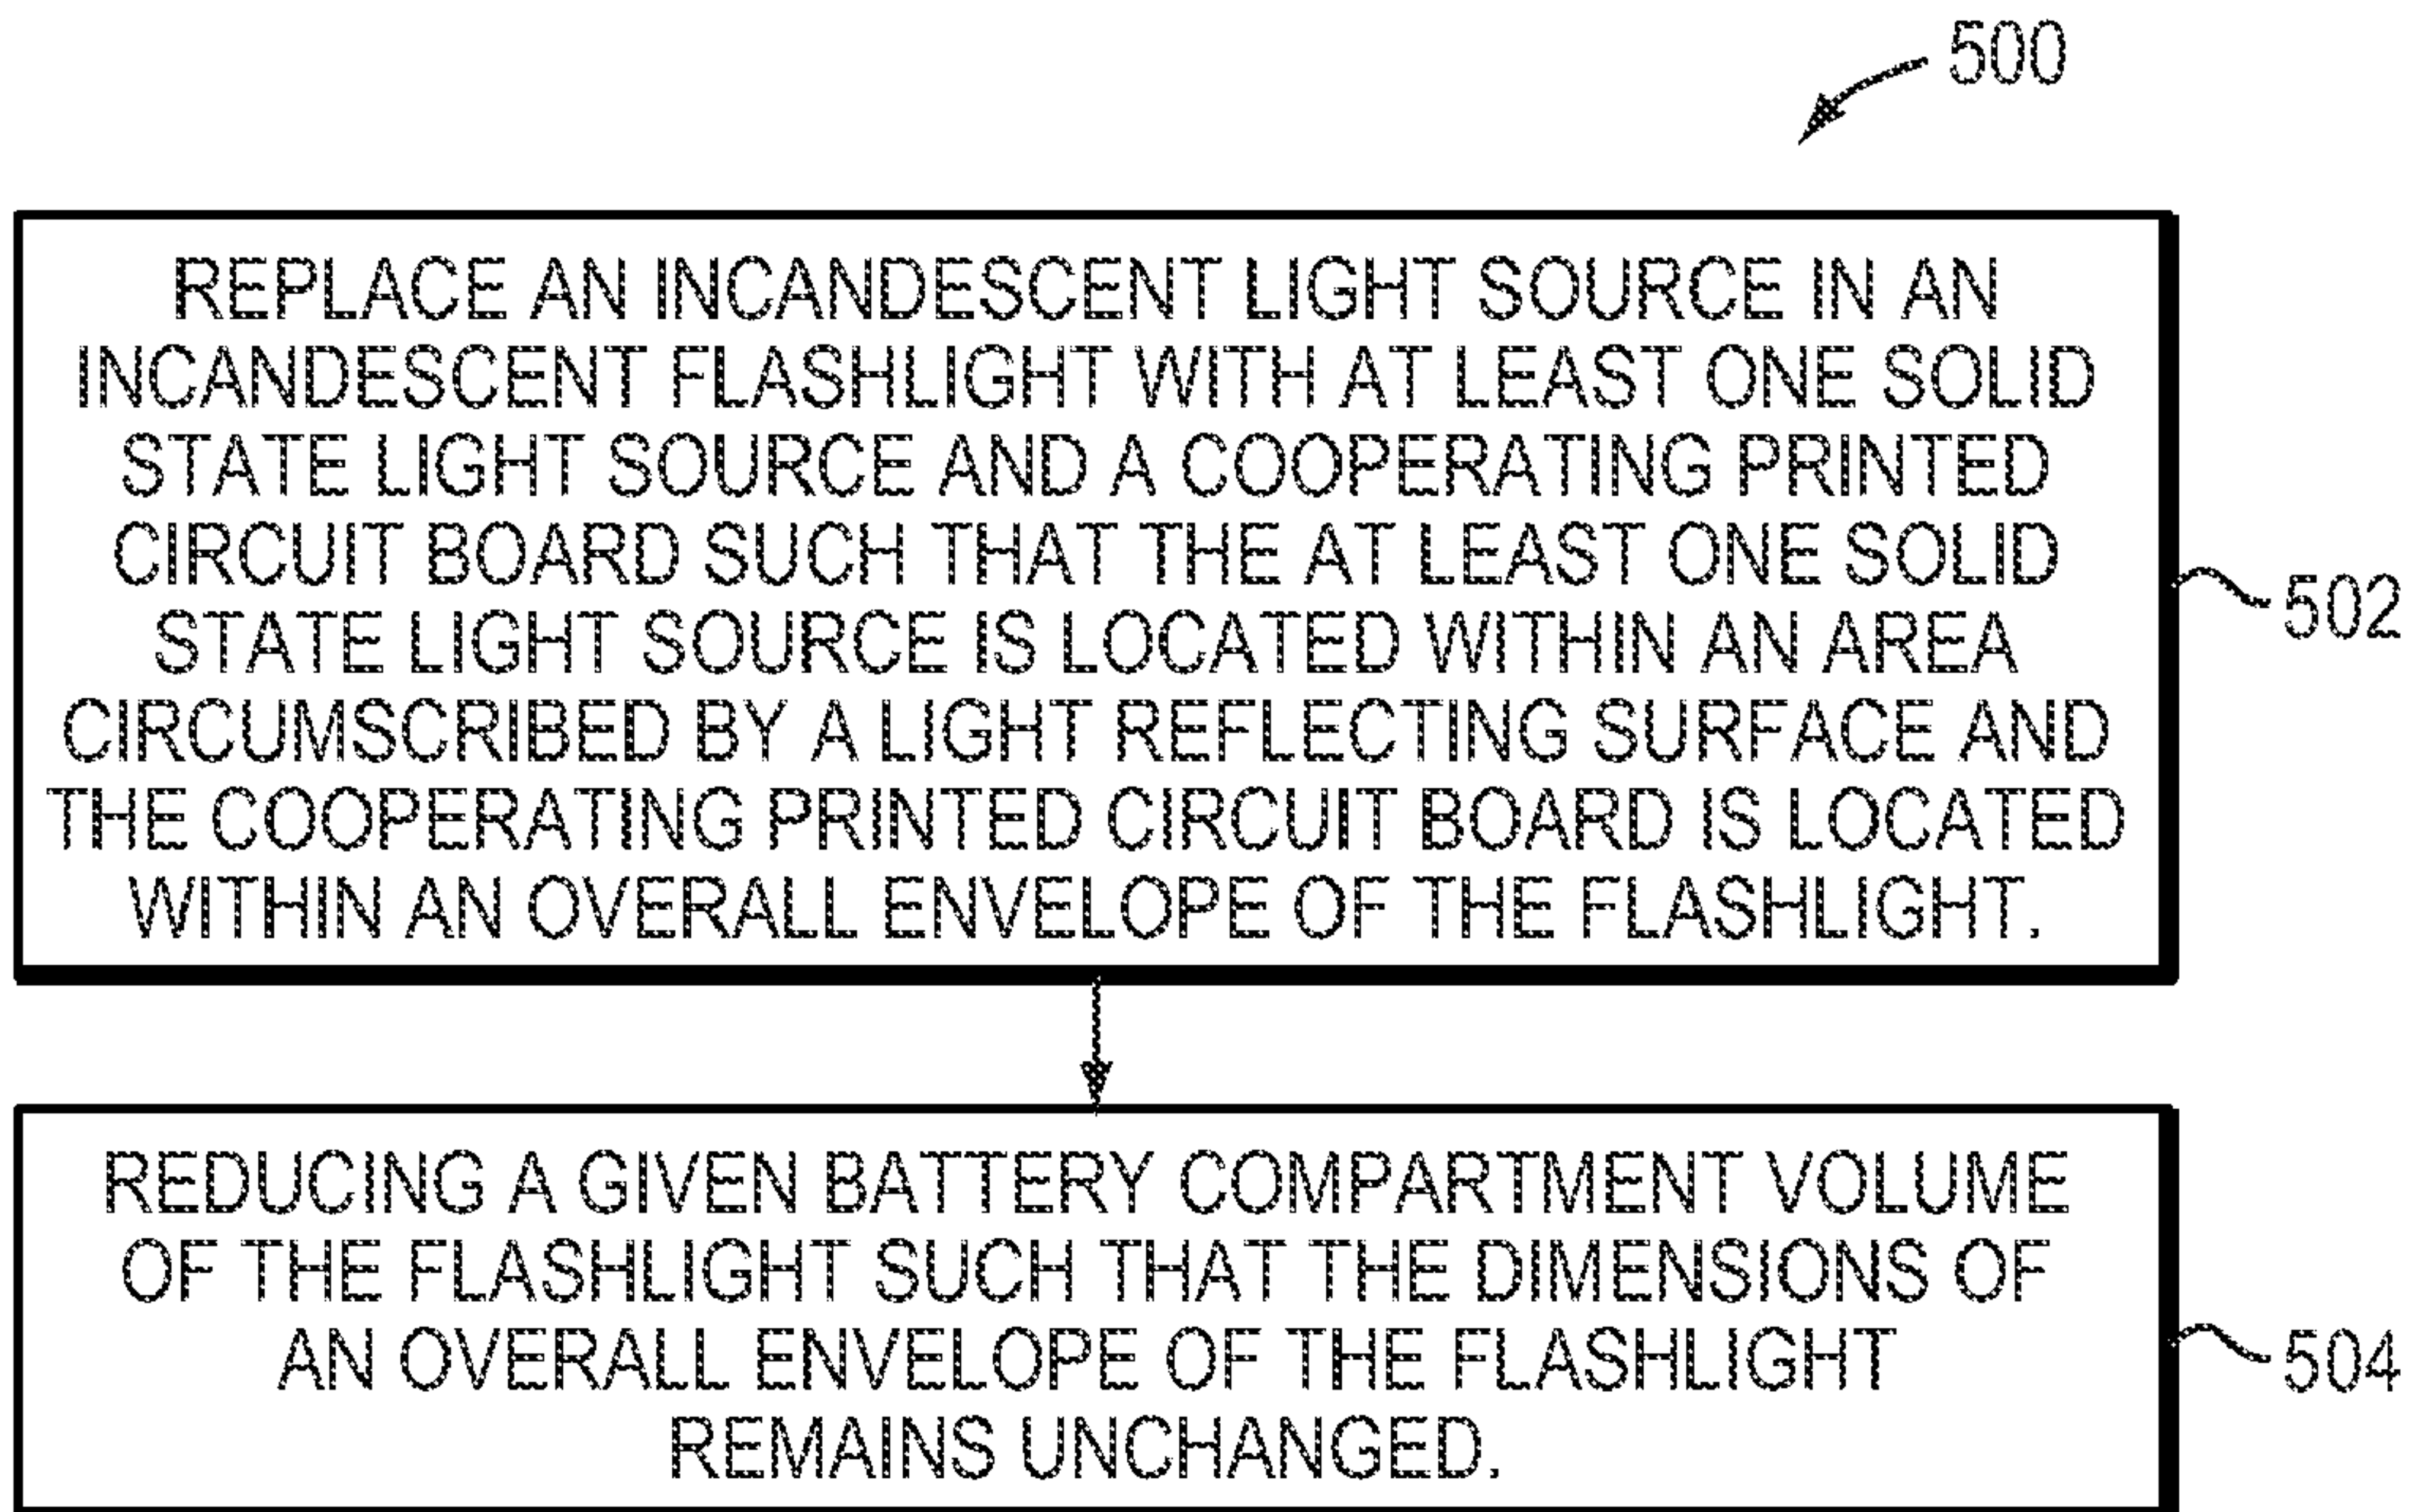 500
REPLACE AN INCANDESCENT LIGHT SOURCE IN AN
INCANDESCENT FLASHLIGHT WITH AT LEAST ONE SOLID
STATE LIGHT SOURCE AND A COOPERATING PRINTED
CIRCUIT BOARD SUCH THAT THE AT LEAST ONE SOLID
STATE LIGHT SOURCE IS LOCATED WITHIN AN AREA
CIRCUMSCRIBED BY A LIGHT REFLECTING SURFACE AND
THE COOPERATING PRINTED CIRCUIT BOARD IS LOCATED
WITHIN AN OVERALL ENVELOPE OF THE FLASHLIGHT.
502
REDUCING A GIVEN BATTERY COMPARTMENT VOLUME
OF THE FLASHLIGHT SUCH THAT THE DIMENSIONS OF
AN OVERALL ENVELOPE OF THE FLASHLIGHT
REMAINS UNCHANGED.
504